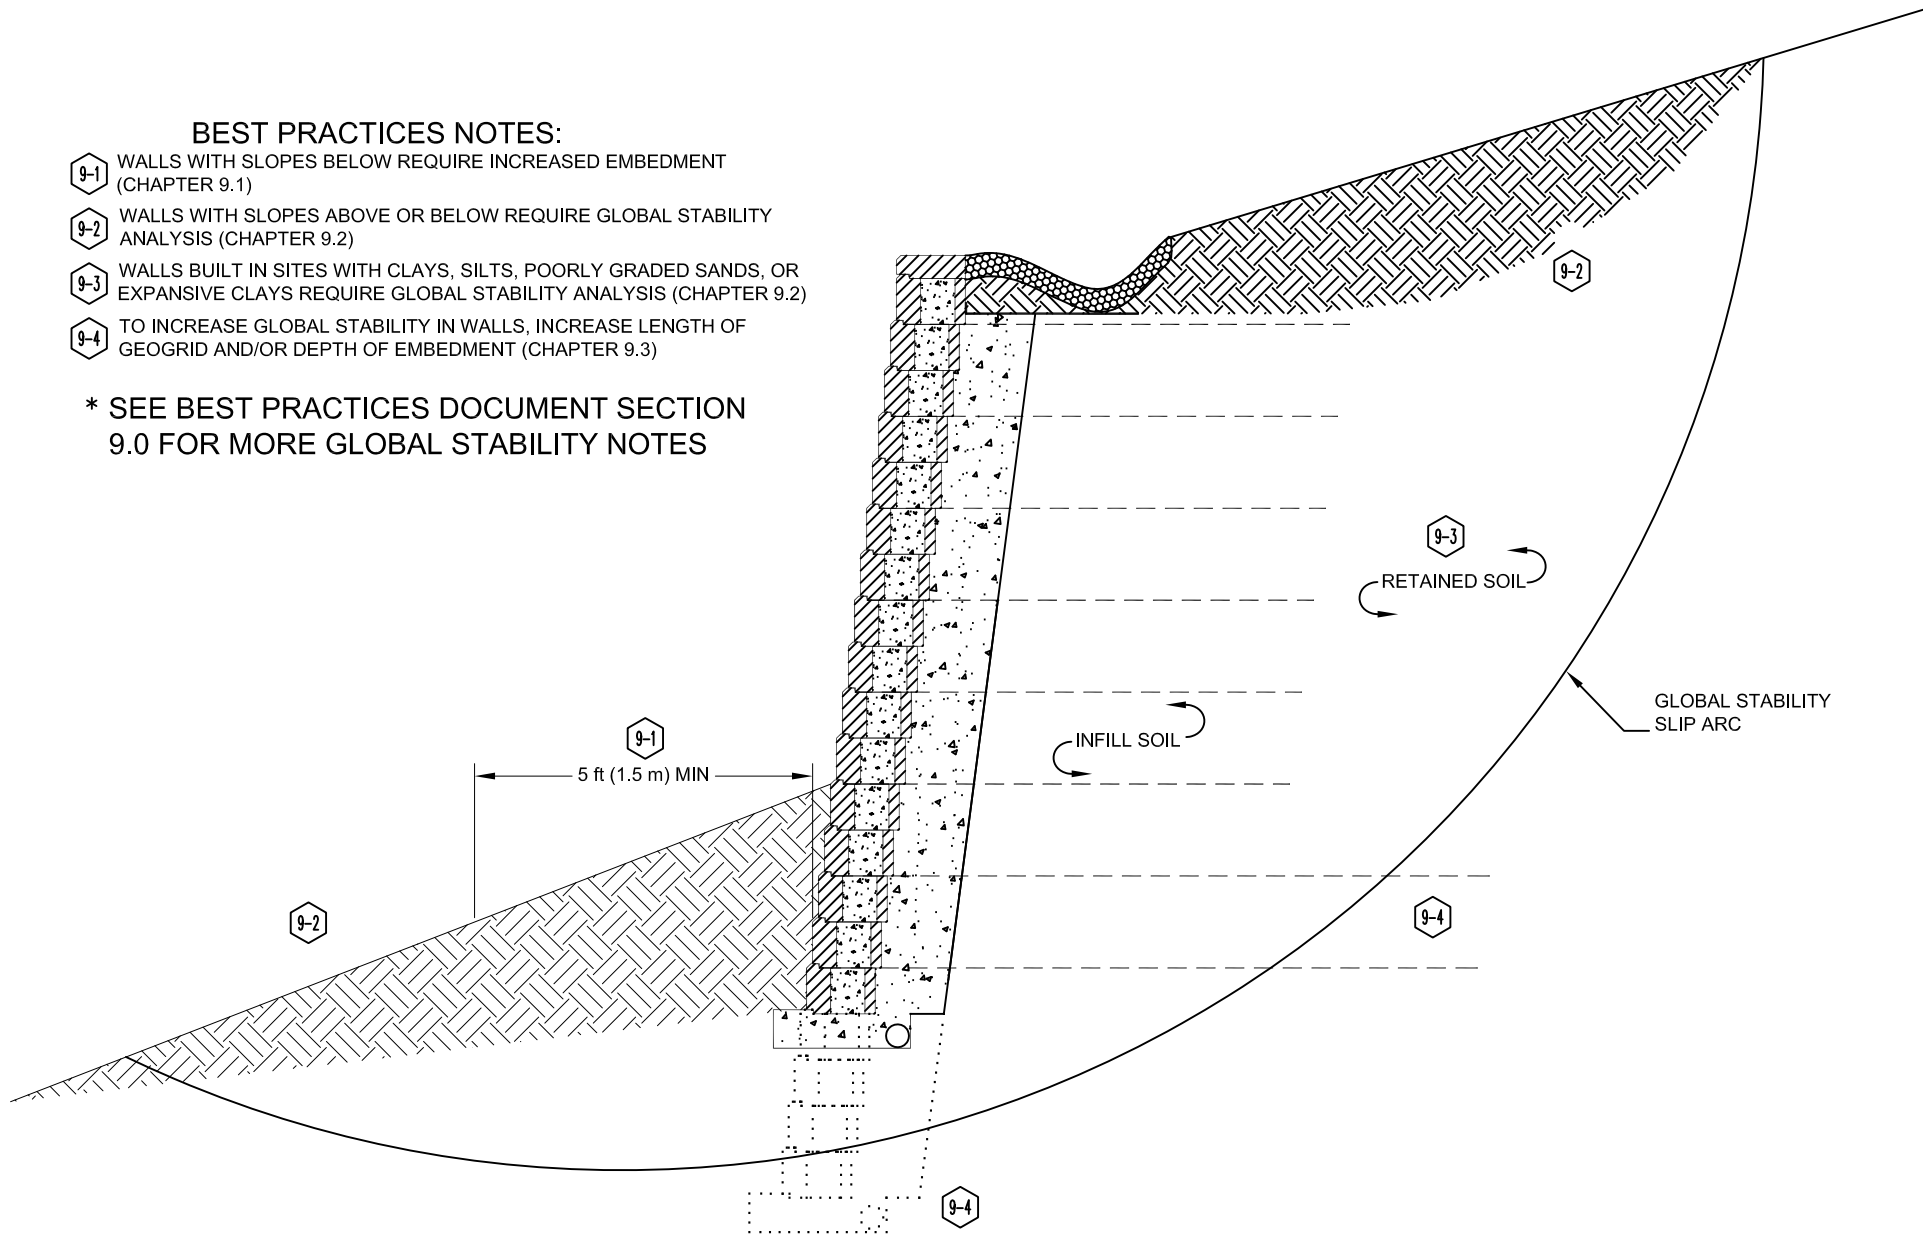 BEST PRACTICES NOTES:
9-1 WALLS WITH SLOPES BELOW REQUIRE INCREASED EMBEDMENT
(CHAPTER 9.1)
9-2 WALLS WITH SLOPES ABOVE OR BELOW REQUIRE GLOBAL STABILITY
ANALYSIS (CHAPTER 9.2)
9-3 WALLS BUILT IN SITES WITH CLAYS, SILTS, POORLY GRADED SANDS, OR
EXPANSIVE CLAYS REQUIRE GLOBAL STABILITY ANALYSIS (CHAPTER 9.2)
9-4 TO INCREASE GLOBAL STABILITY IN WALLS, INCREASE LENGTH OF
GEOGRID AND/OR DEPTH OF EMBEDMENT (CHAPTER 9.3)
* SEE BEST PRACTICES DOCUMENT SECTION
9.0 FOR MORE GLOBAL STABILITY NOTES
9-2
9-3
RETAINED SOIL
GLOBAL STABILITY
SLIP ARC
9-1
INFILL SOIL
5 ft (1.5 m) MIN
9-2
9-4
9-4